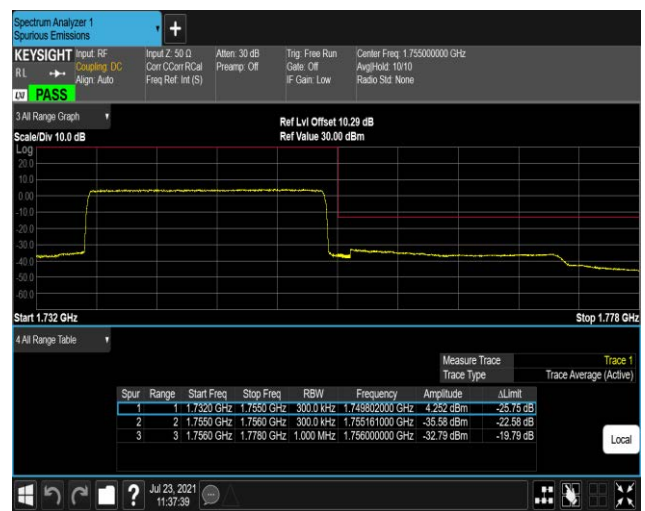 Spectrum Analyzer 1
Spurious Emissions
+
KEYSIGHT Input: RF
R L Coupling: DC
Align: Auto
Input Z: 50 Ω
Corr CCorr RCal
Freq Ref: Int (S)
Atten: 30 dB
Preamp: Off
Trig: Free Run
Gate: Off
IF Gain: Low
Center Freq: 1.755000000 GHz
Avg|Hold: 10/10
Radio Std: None
LXI PASS
3 All Range Graph
Scale/Div 10.0 dB
Ref Lvl Offset 10.29 dB
Ref Value 30.00 dBm
Log
20.0
10.0
0.00
-10.0
-20.0
-30.0
-40.0
-50.0
-60.0
Start 1.732 GHz Stop 1.778 GHz
4 All Range Table
Measure Trace Trace 1
Trace Type Trace Average (Active)
Spur Range Start Freq Stop Freq RBW Frequency Amplitude ΔLimit
1 1 1.7320 GHz 1.7550 GHz 300.0 kHz 1.749802000 GHz 4.252 dBm -25.75 dB
2 2 1.7550 GHz 1.7560 GHz 300.0 kHz 1.755161000 GHz -35.58 dBm -22.58 dB
3 3 1.7560 GHz 1.7780 GHz 1.000 MHz 1.756000000 GHz -32.79 dBm -19.79 dB
Local
? Jul 23, 2021
11:37:39